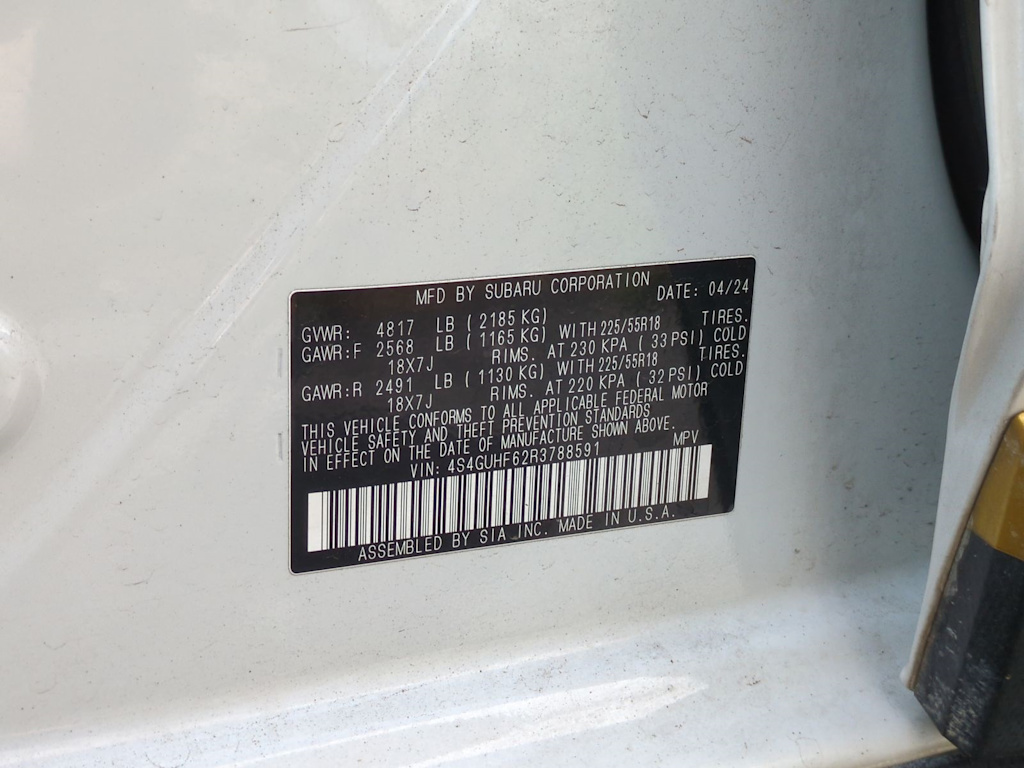 MFD BY SUBARU CORPORATION DATE: 04/24
GVWR: 4817 LB (2185 KG)
GAWR:F 2568 LB (1165 KG) WITH 225/55R18 TIRES.
18X7J RIMS. AT 230 KPA (33 PSI) COLD
GAWR:R 2491 LB (1130 KG) WITH 225/55R18 TIRES.
18X7J RIMS. AT 220 KPA (32 PSI) COLD
THIS VEHICLE CONFORMS TO ALL APPLICABLE FEDERAL MOTOR
VEHICLE SAFETY AND THEFT PREVENTION STANDARDS
IN EFFECT ON THE DATE OF MANUFACTURE SHOWN ABOVE.
VIN: 4S4GUHF62R3788591 MPV
ASSEMBLED BY SIA INC. MADE IN U.S.A.